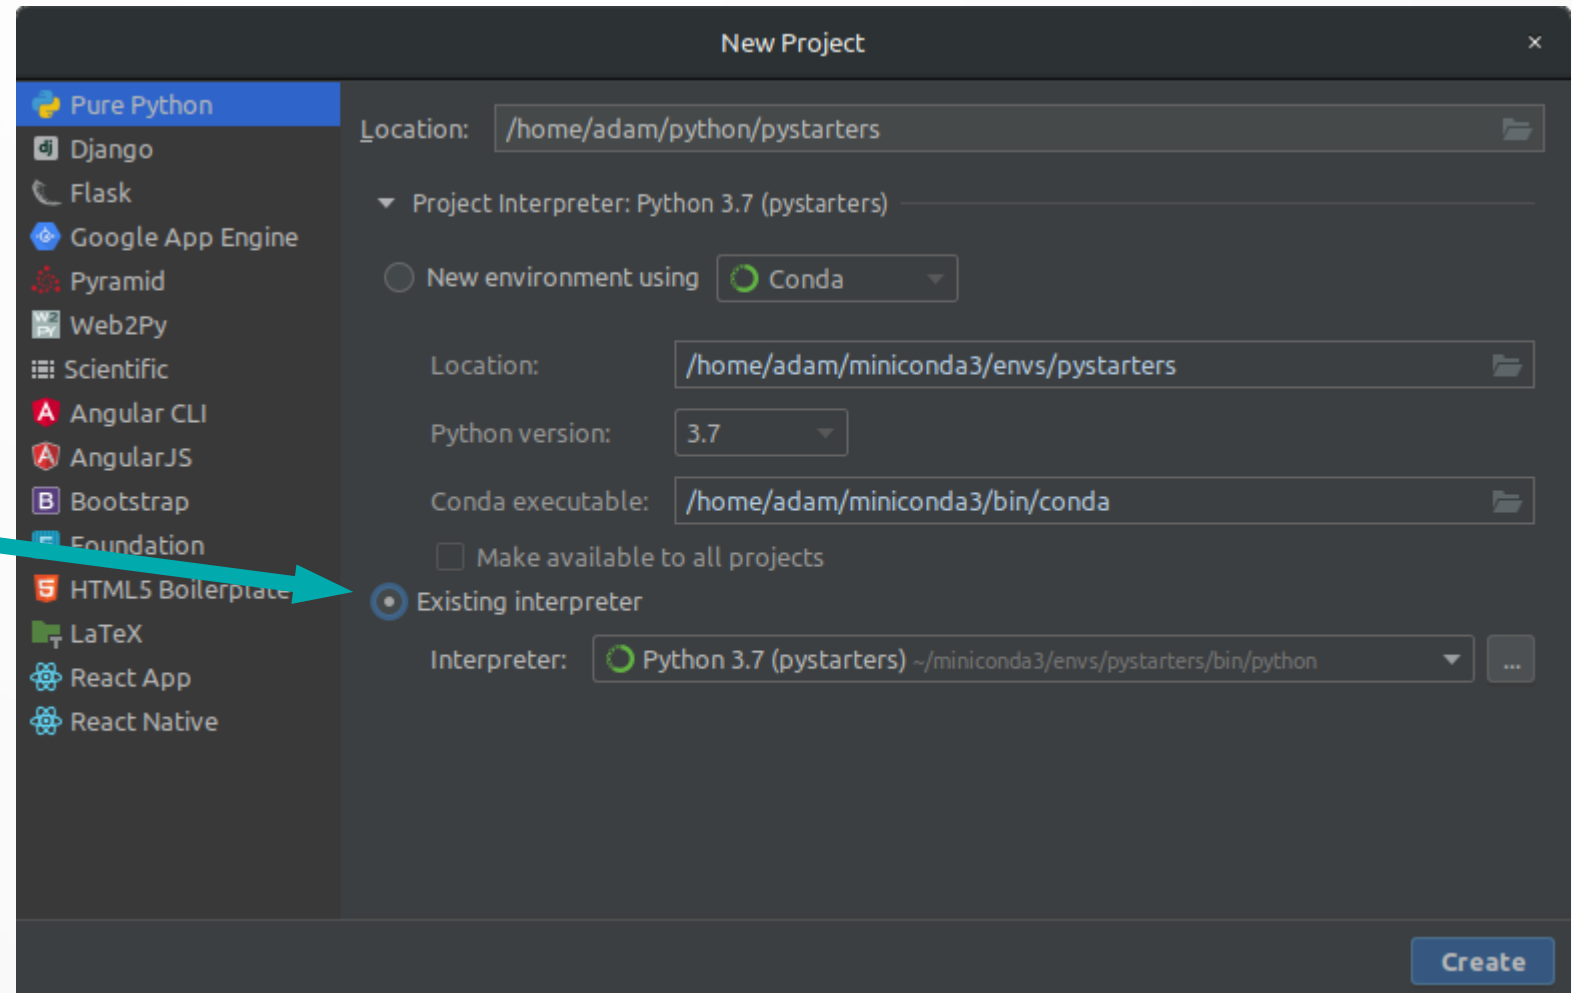 New Project
×
Pure Python
Django
Flask
Google App Engine
Pyramid
Web2Py
Scientific
Angular CLI
AngularJS
Bootstrap
Foundation
HTML5 Boilerplate
LaTeX
React App
React Native
Location: /home/adam/python/pystarters
Project Interpreter: Python 3.7 (pystarters)
New environment using Conda
Location: /home/adam/miniconda3/envs/pystarters
Python version: 3.7
Conda executable: /home/adam/miniconda3/bin/conda
Make available to all projects
Existing interpreter
Interpreter: Python 3.7 (pystarters) ~/miniconda3/envs/pystarters/bin/python ...
Create